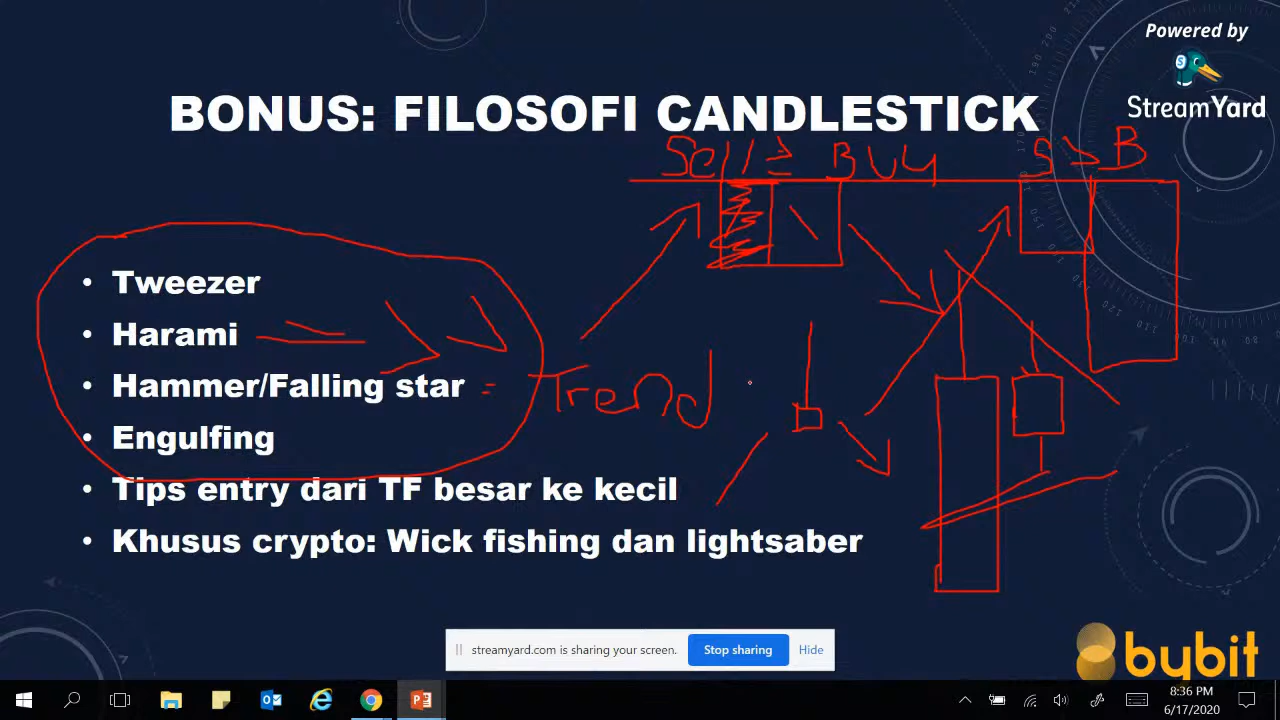 Powered by
StreamYard
BONUS: FILOSOFI CANDLESTICK
Sell ≥ BUY
S > B
• Tweezer
• Harami
• Hammer/Falling star = Trend
• Engulfing
• Tips entry dari TF besar ke kecil
• Khusus crypto: Wick fishing dan lightsaber
streamyard.com is sharing your screen. Stop sharing Hide
bybit
8:36 PM
6/17/2020